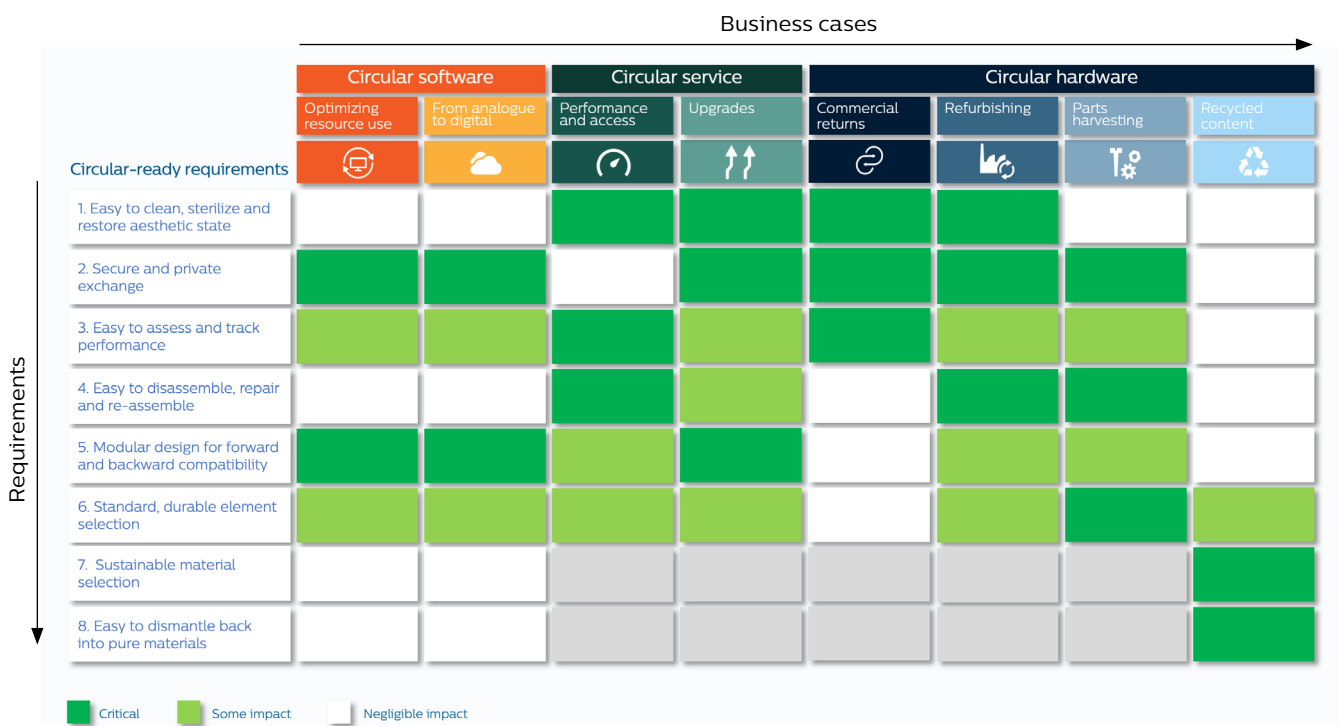 Business cases
Circular software
Circular service
Circular hardware
Optimizing
resource use
From analogue
to digital
Performance
and access
Upgrades
Commercial
returns
Refurbishing
Parts
harvesting
Recycled
content
Circular-ready requirements
Requirements
1. Easy to clean, sterilize and
restore aesthetic state
2. Secure and private
exchange
3. Easy to assess and track
performance
4. Easy to disassemble, repair
and re-assemble
5. Modular design for forward
and backward compatibility
6. Standard, durable element
selection
7. Sustainable material
selection
8. Easy to dismantle back
into pure materials
Critical
Some impact
Negligible impact